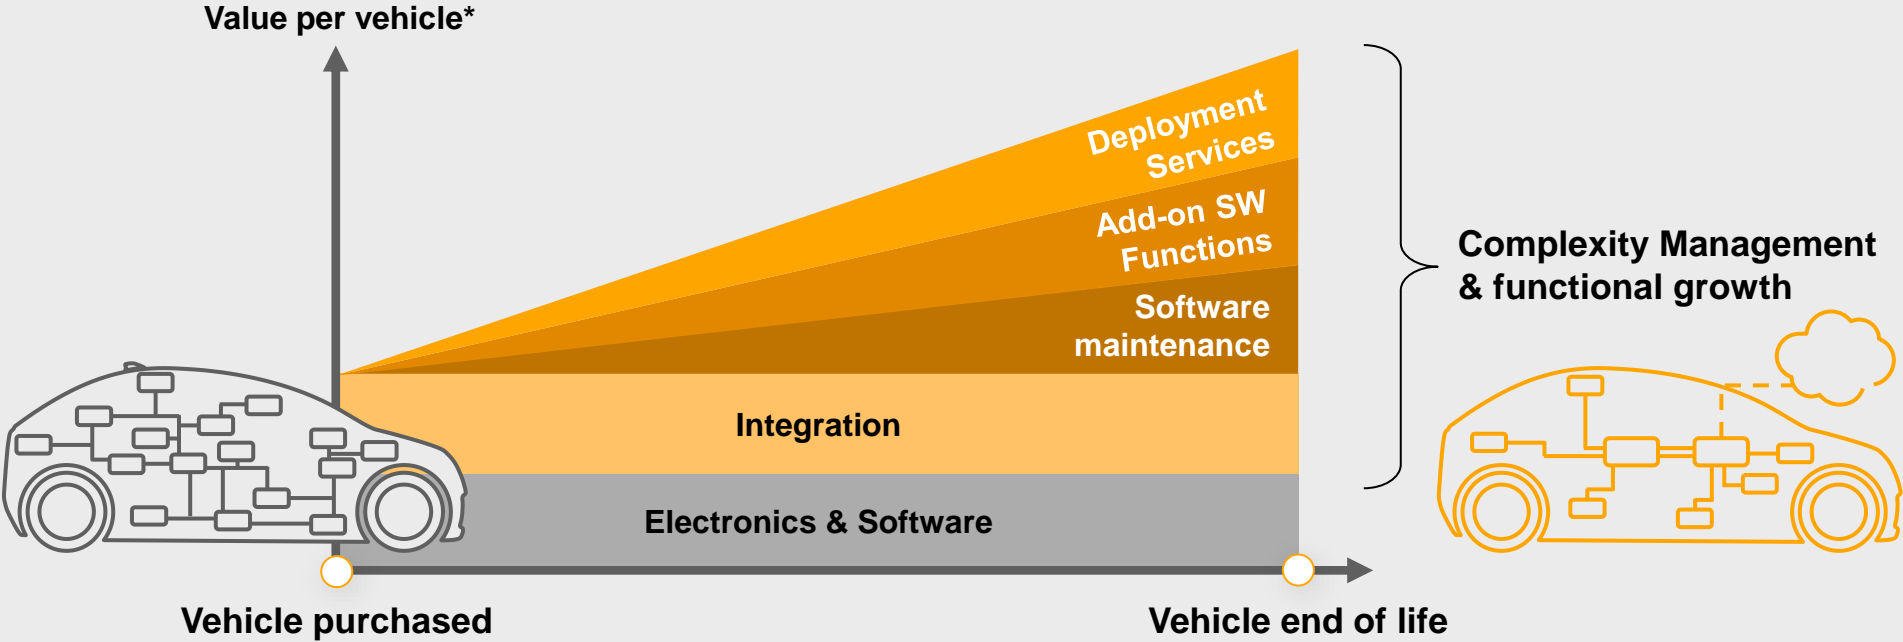 Value per vehicle*
Deployment
Services
Add-on SW
Functions
Software
maintenance
Complexity Management
& functional growth
Integration
Electronics & Software
Vehicle purchased
Vehicle end of life